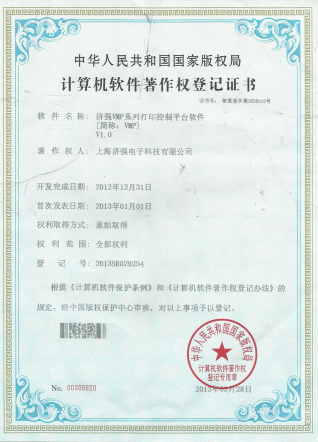 中华人民共和国国家版权局
计算机软件著作权登记证书
证书号： 软著登字第0535016号
软件名称： 济强VMP系列打印控制平台软件
[简称：VMP]
V1.0
著作权人： 上海济强电子科技有限公司
开发完成日期： 2012年12月31日
首次发表日期： 2013年01月01日
权利取得方式： 原始取得
权利范围： 全部权利
登记号： 2013SR029254
根据《计算机软件保护条例》和《计算机软件著作权登记办法》的
规定，经中国版权保护中心审核，对以上事项予以登记。
中华人民共和国国家版权局
计算机软件著作权
登记专用章
No. 00309920
2013年03月28日